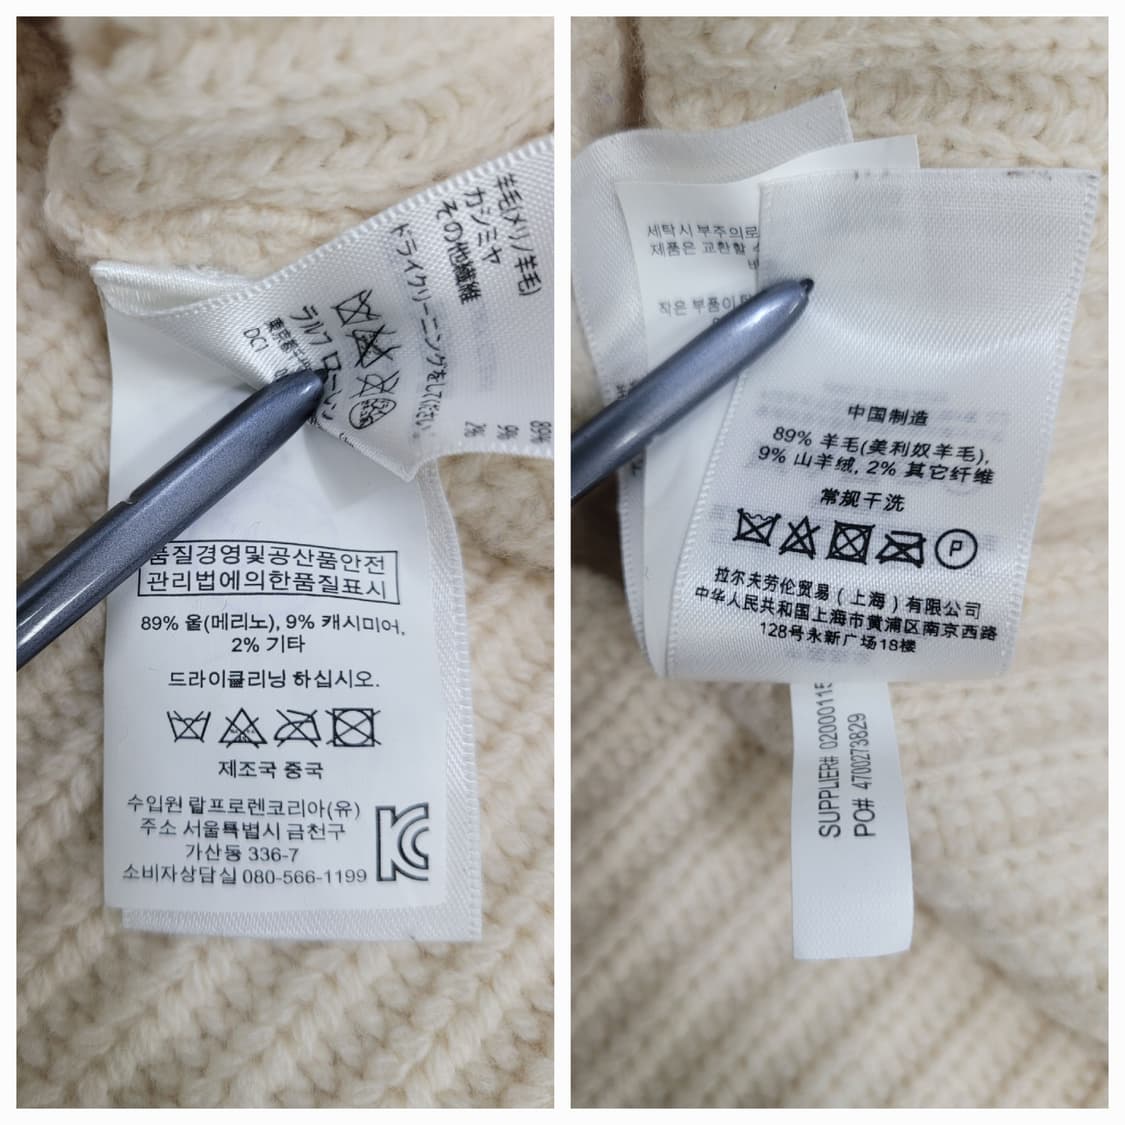 羊毛(メリノ羊毛)
カシミヤ
その他繊維
89%
9%
2%
ドライクリーニングをしてください。
ラルフ ローレン
DC1
품질경영및공산품안전
관리법에의한품질표시
89% 울(메리노), 9% 캐시미어,
2% 기타
드라이클리닝 하십시오.
제조국 중국
수입원 랄프로렌코리아(유)
주소 서울특별시 금천구
가산동 336-7
소비자상담실 080-566-1199
세탁시 부주의로
제품은 교환할
작은 부품이
中国制造
89% 羊毛(美利奴羊毛),
9% 山羊绒, 2% 其它纤维
常规干洗
P
拉尔夫劳伦贸易（上海）有限公司
中华人民共和国上海市黄浦区南京西路
128号永新广场18楼
SUPPLIER# 0200011
PO# 4700273829